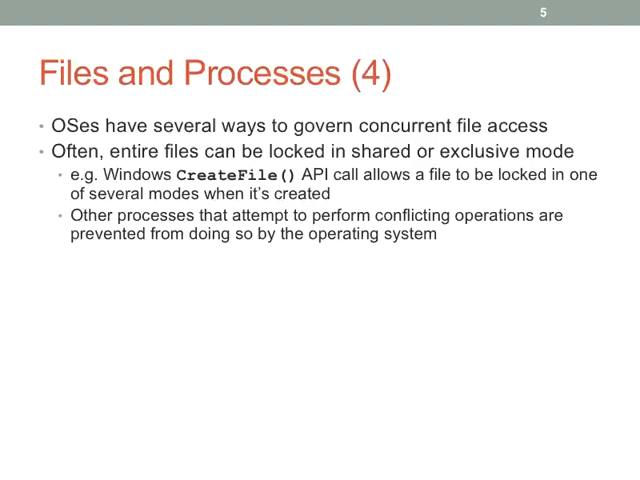 5
Files and Processes (4)
• OSes have several ways to govern concurrent file access
• Often, entire files can be locked in shared or exclusive mode
• e.g. Windows CreateFile() API call allows a file to be locked in one
of several modes when it's created
• Other processes that attempt to perform conflicting operations are
prevented from doing so by the operating system